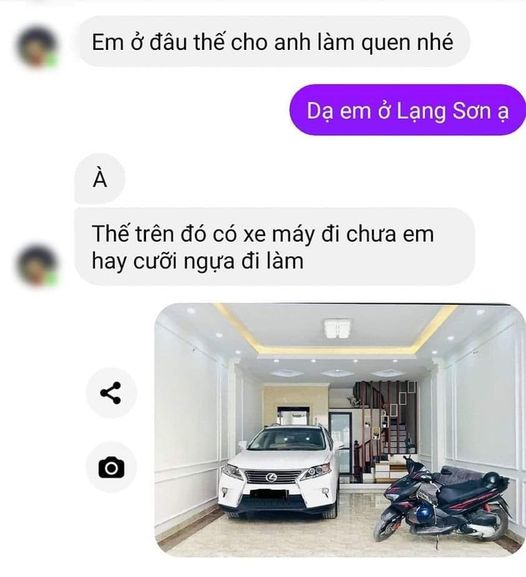 Em ở đâu thế cho anh làm quen nhé
Dạ em ở Lạng Sơn ạ
À
Thế trên đó có xe máy đi chưa em
hay cưỡi ngựa đi làm